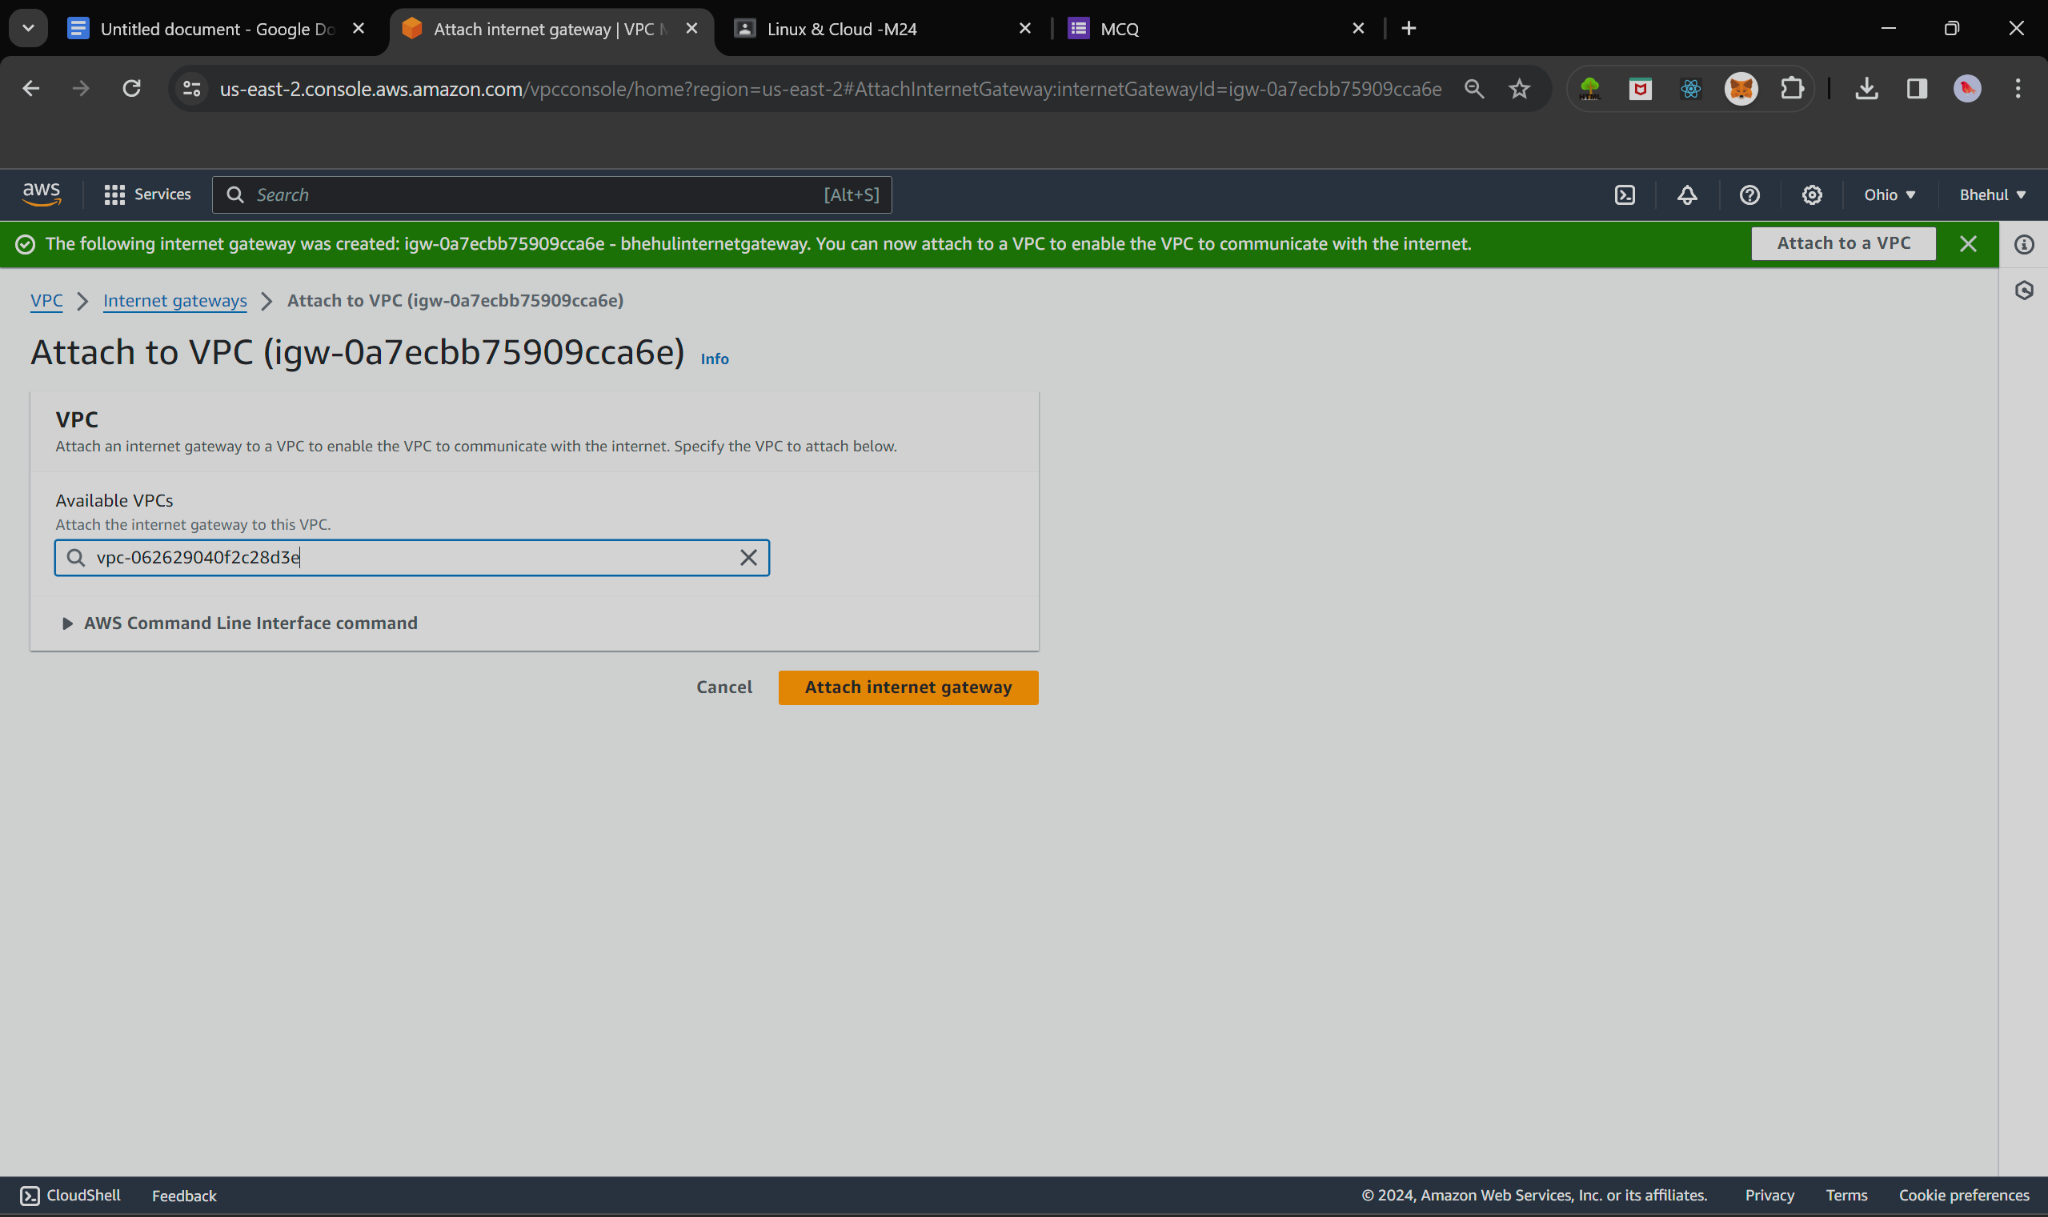 Untitled document - Google Do
Attach internet gateway | VPC M
Linux & Cloud -M24
MCQ
us-east-2.console.aws.amazon.com/vpcconsole/home?region=us-east-2#AttachInternetGateway:internetGatewayId=igw-0a7ecbb75909cca6e
aws
Services
Search
[Alt+S]
Ohio
Bhehul
The following internet gateway was created: igw-0a7ecbb75909cca6e - bhehulinternetgateway. You can now attach to a VPC to enable the VPC to communicate with the internet.
Attach to a VPC
VPC
Internet gateways
Attach to VPC (igw-0a7ecbb75909cca6e)
Attach to VPC (igw-0a7ecbb75909cca6e)
Info
VPC
Attach an internet gateway to a VPC to enable the VPC to communicate with the internet. Specify the VPC to attach below.
Available VPCs
Attach the internet gateway to this VPC.
vpc-062629040f2c28d3e
AWS Command Line Interface command
Cancel
Attach internet gateway
CloudShell
Feedback
© 2024, Amazon Web Services, Inc. or its affiliates.
Privacy
Terms
Cookie preferences